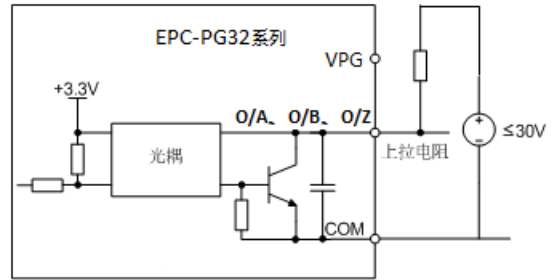 EPC-PG32系列
VPG
+3.3V
O/A、 O/B、 O/Z
光耦
上拉电阻
≤30V
COM